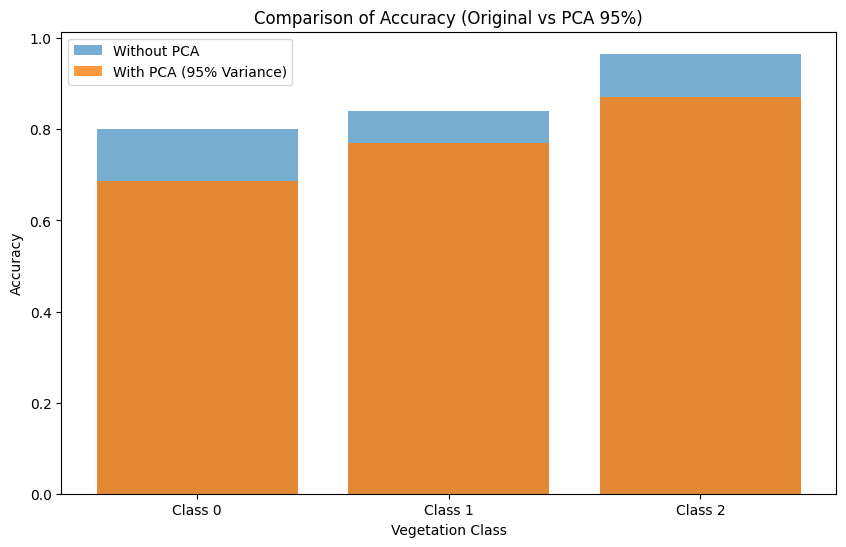 Comparison of Accuracy (Original vs PCA 95%)
Without PCA
With PCA (95% Variance)
1.0
0.8
0.6
0.4
0.2
0.0
Accuracy
Class 0
Class 1
Class 2
Vegetation Class